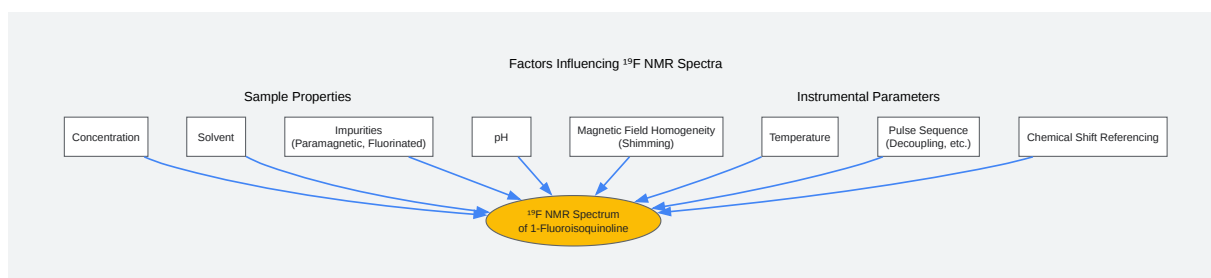 Factors Influencing ¹⁹F NMR Spectra
Sample Properties
Instrumental Parameters
Concentration
Solvent
Impurities
(Paramagnetic, Fluorinated)
pH
Magnetic Field Homogeneity
(Shimming)
Temperature
Pulse Sequence
(Decoupling, etc.)
Chemical Shift Referencing
¹⁹F NMR Spectrum
of 1-Fluoroisoquinoline